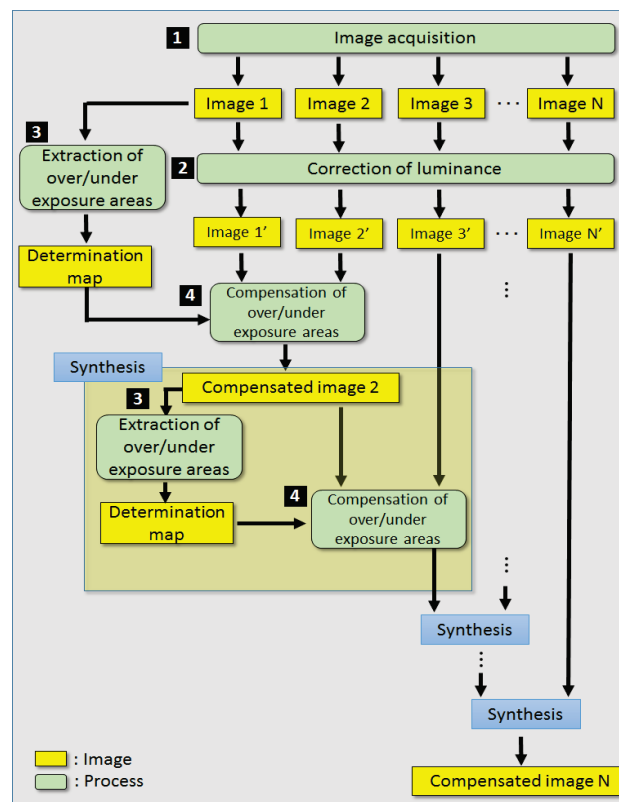 1 Image acquisition
Image 1 Image 2 Image 3 ··· Image N
3
Extraction of
over/under
exposure areas
2 Correction of luminance
Image 1’ Image 2’ Image 3’ ··· Image N’
Determination
map
4
Compensation of
over/under
exposure areas
Synthesis
Compensated image 2
3
Extraction of
over/under
exposure areas
4
Compensation of
over/under
exposure areas
Determination
map
Synthesis
Synthesis
: Image
: Process
Compensated image N